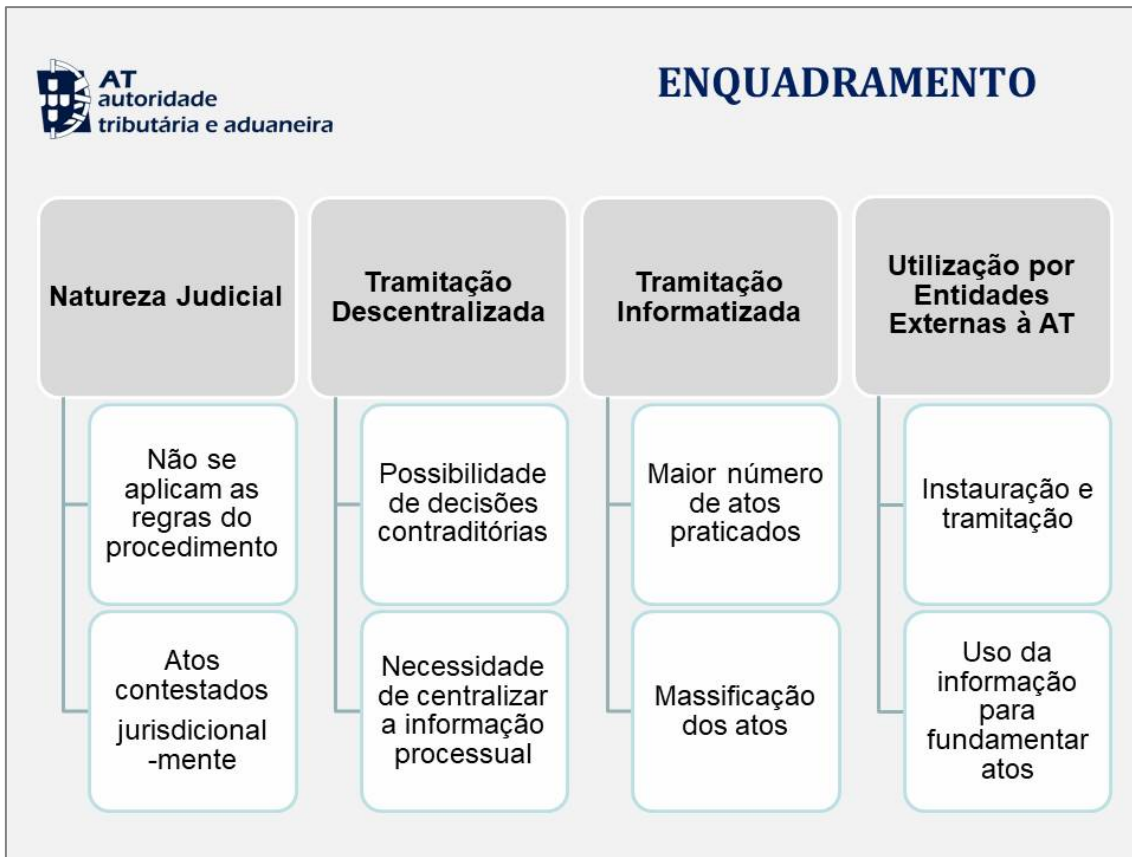 AT
autoridade
tributária e aduaneira
ENQUADRAMENTO
Natureza Judicial
Não se
aplicam as
regras do
procedimento
Atos
contestados
jurisdicional
-mente
Tramitação
Descentralizada
Possibilidade
de decisões
contraditórias
Necessidade
de centralizar
a informação
processual
Tramitação
Informatizada
Maior número
de atos
praticados
Massificação
dos atos
Utilização por
Entidades
Externas à AT
Instauração e
tramitação
Uso da
informação
para
fundamentar
atos